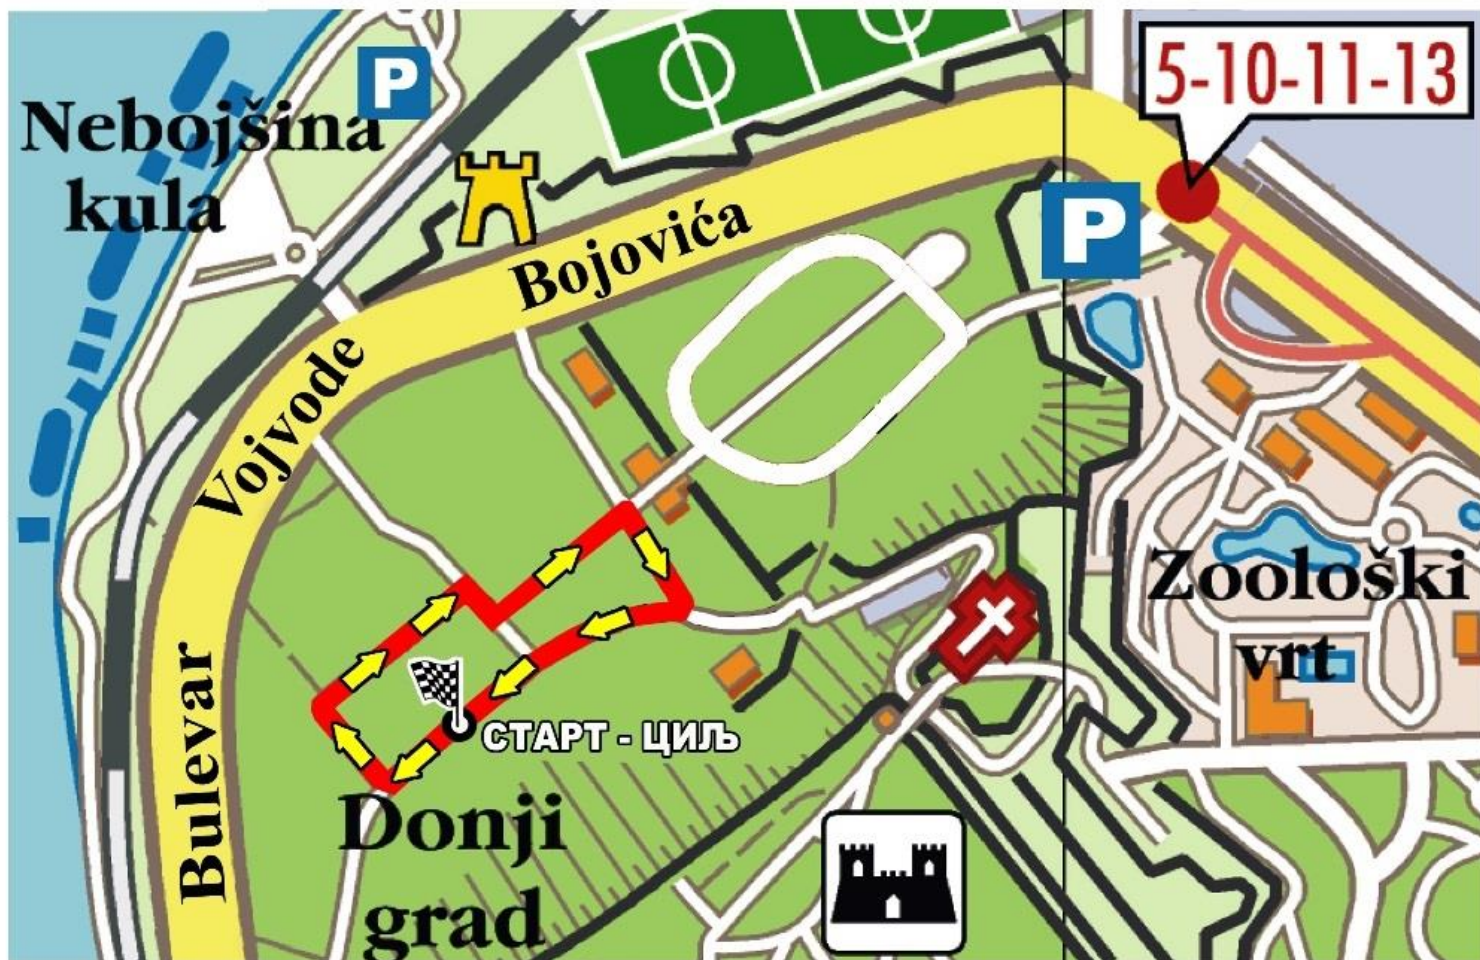 P
5-10-11-13
Nebojšina
kula
P
Bojovića
Vojvode
Bulevar
Zoološki
vrt
СТАРТ - ЦИЉ
Donji
grad